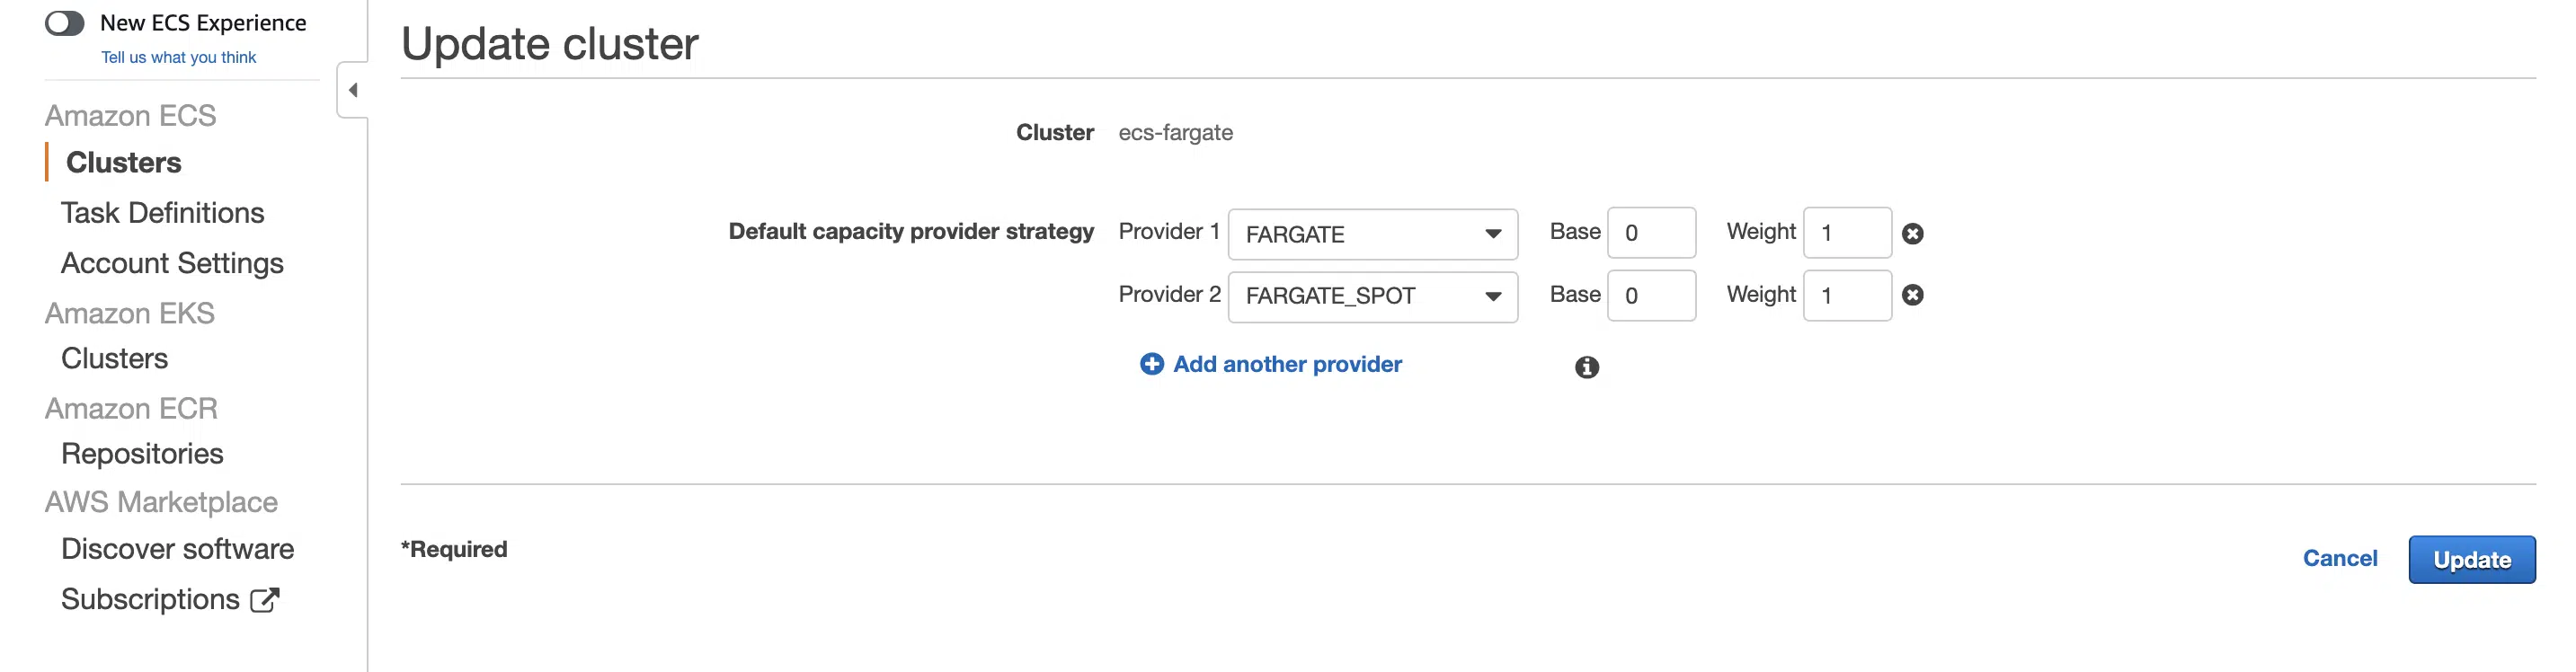 New ECS Experience
Tell us what you think
Amazon ECS
Clusters
Task Definitions
Account Settings
Amazon EKS
Clusters
Amazon ECR
Repositories
AWS Marketplace
Discover software
Subscriptions
Update cluster
Cluster ecs-fargate
Default capacity provider strategy Provider 1 FARGATE Base 0 Weight 1
Provider 2 FARGATE_SPOT Base 0 Weight 1
Add another provider
*Required
Cancel Update